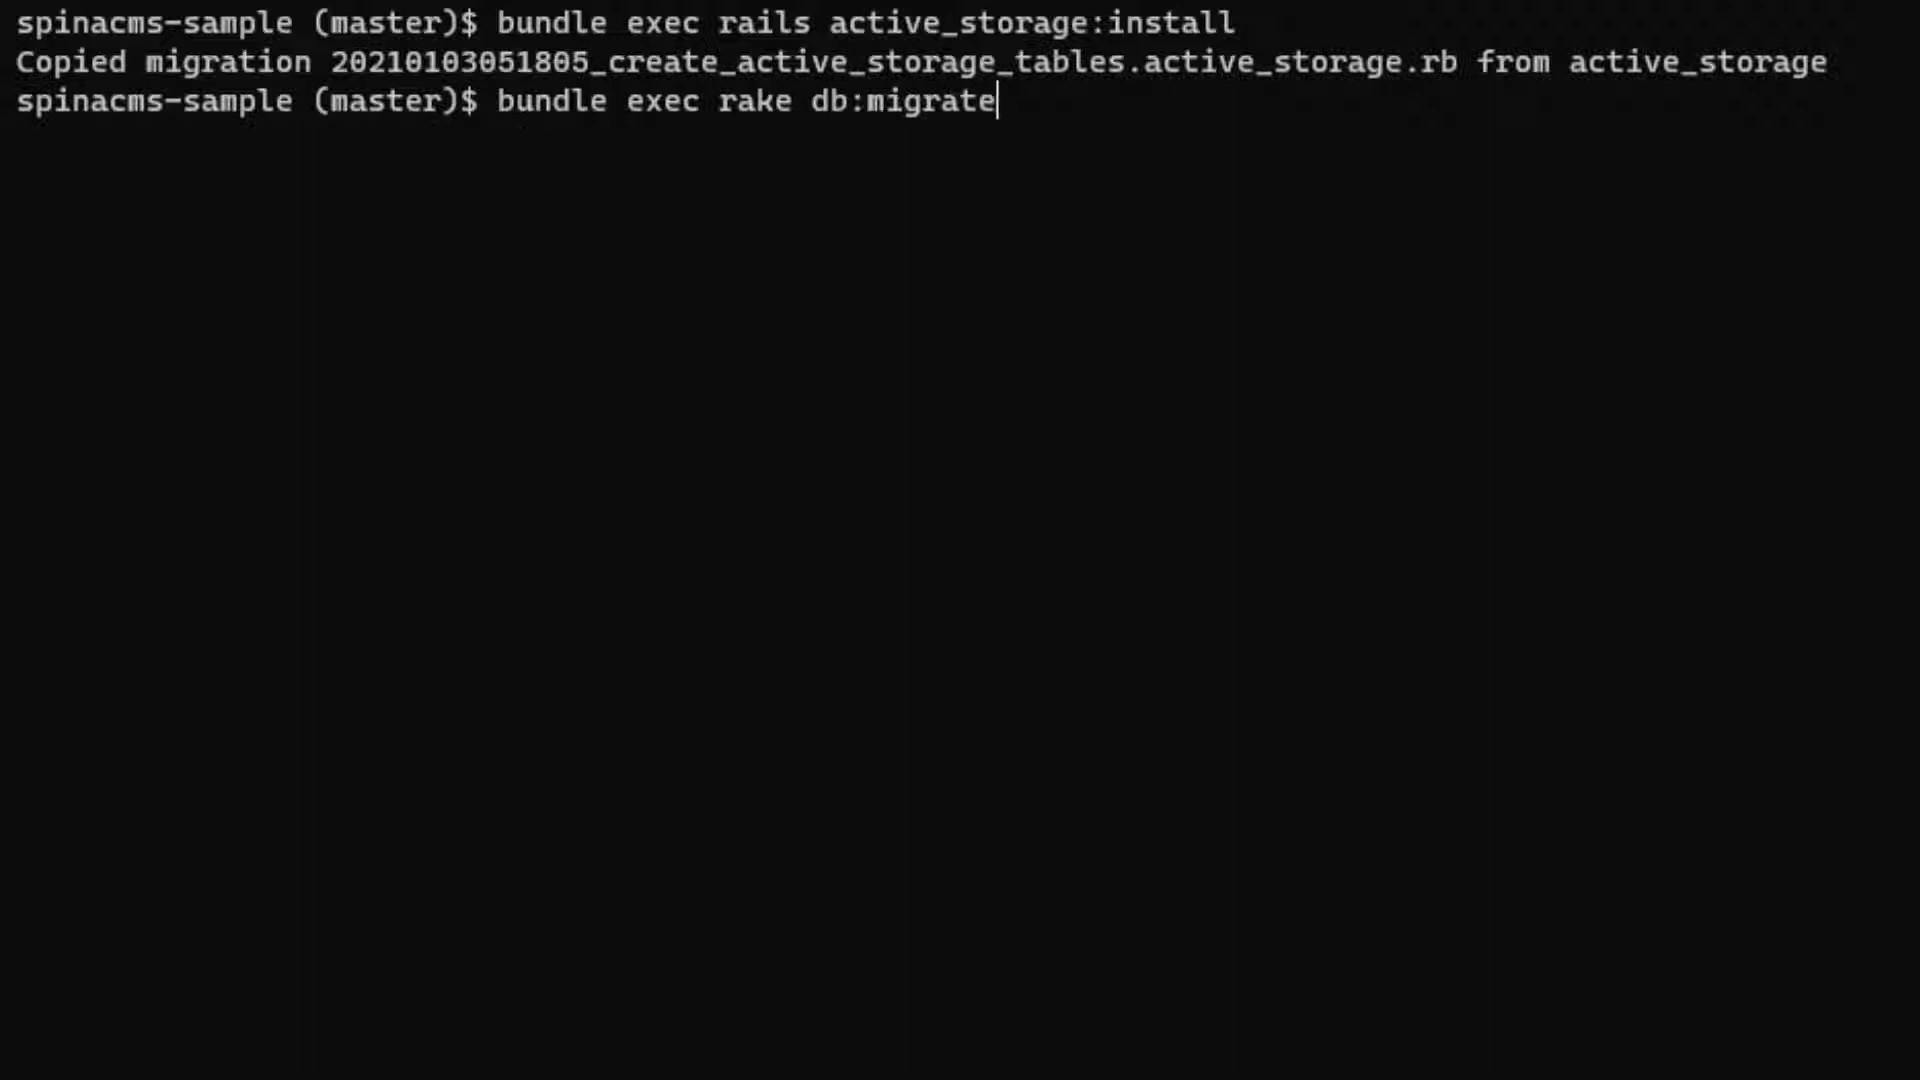 spinacms-sample (master)$ bundle exec rails active_storage:install
Copied migration 20210103051805_create_active_storage_tables.active_storage.rb from active_storage
spinacms-sample (master)$ bundle exec rake db:migrate